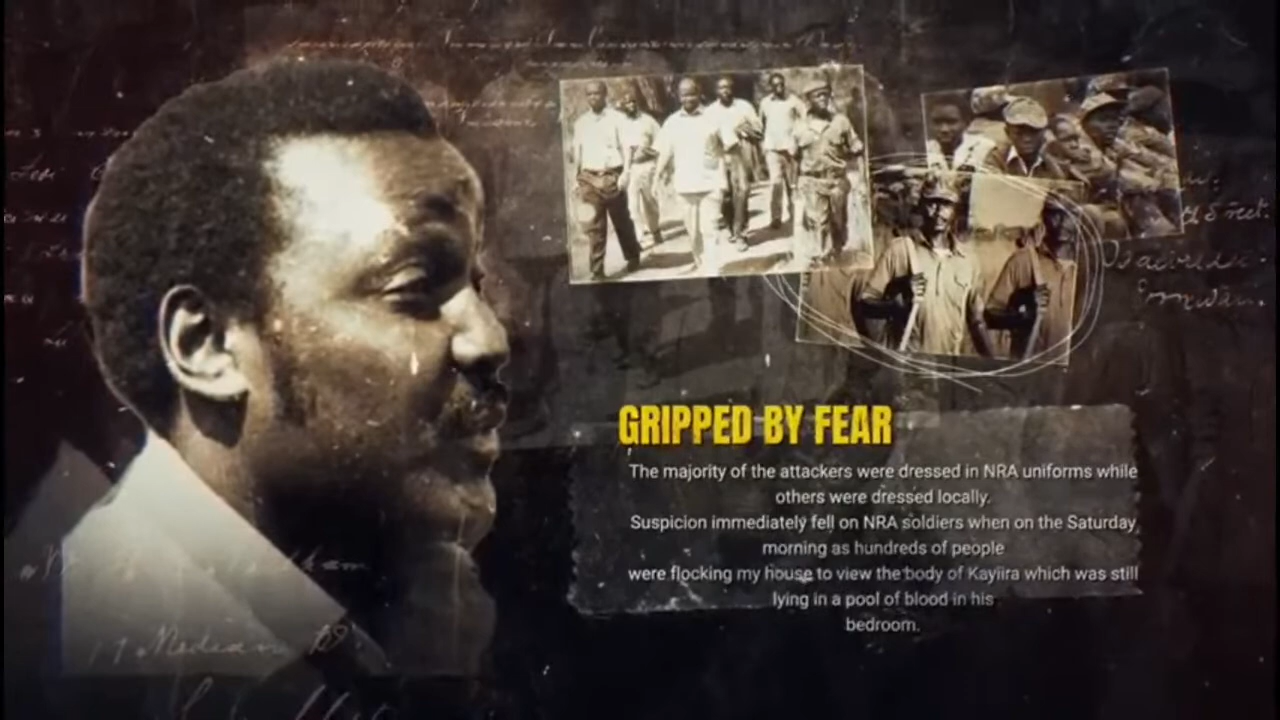 GRIPPED BY FEAR
The majority of the attackers were dressed in NRA uniforms while
others were dressed locally.
Suspicion immediately fell on NRA soldiers when on the Saturday
morning as hundreds of people
were flocking my house to view the body of Kayiira which was still
lying in a pool of blood in his
bedroom.